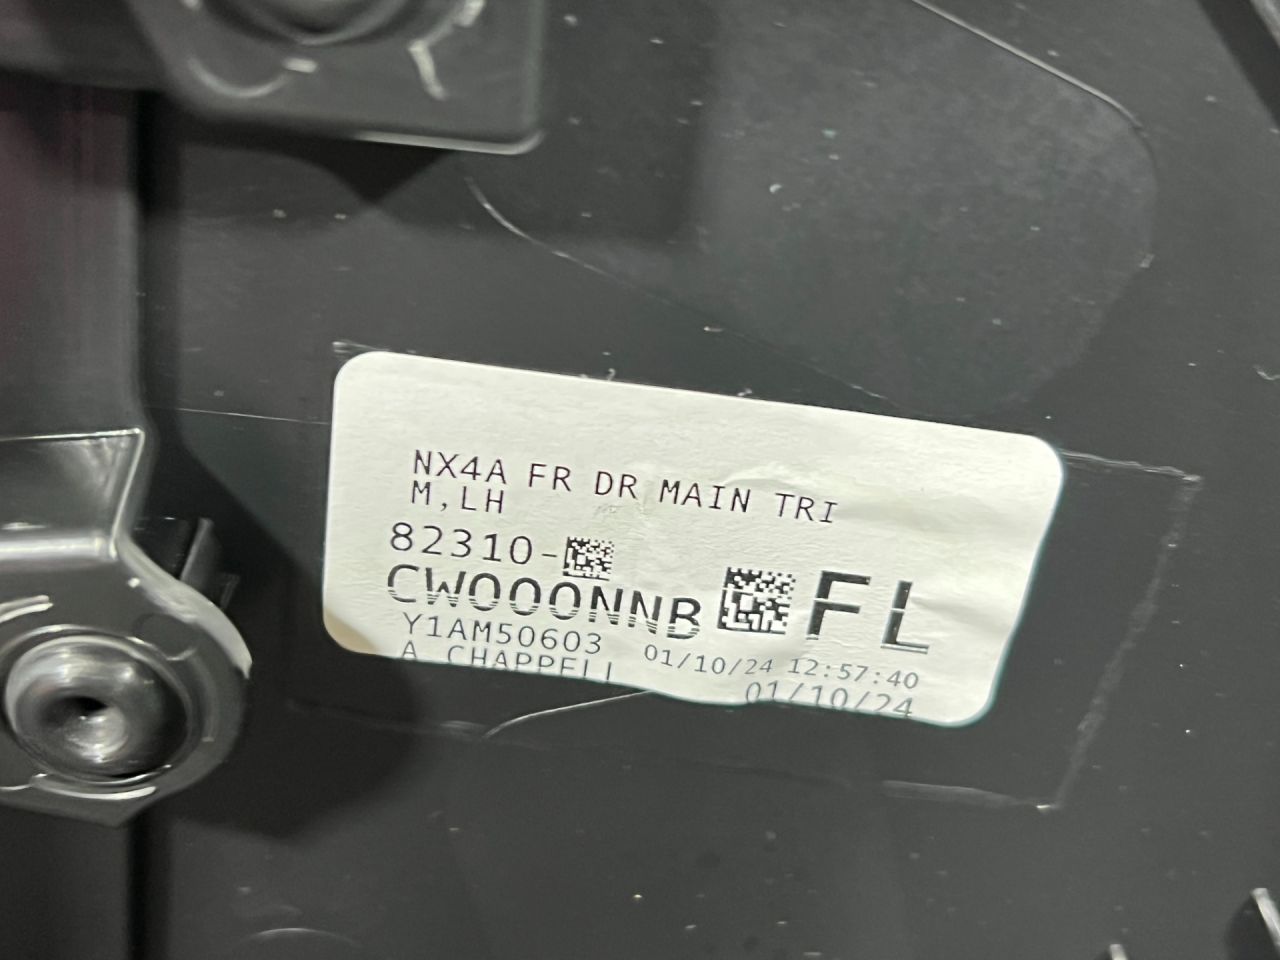 NX4A FR DR MAIN TRI
M,LH
82310-
CW000NNB
FL
Y1AM50603
01/10/24 12:57:40
A CHAPPELL
01/10/24